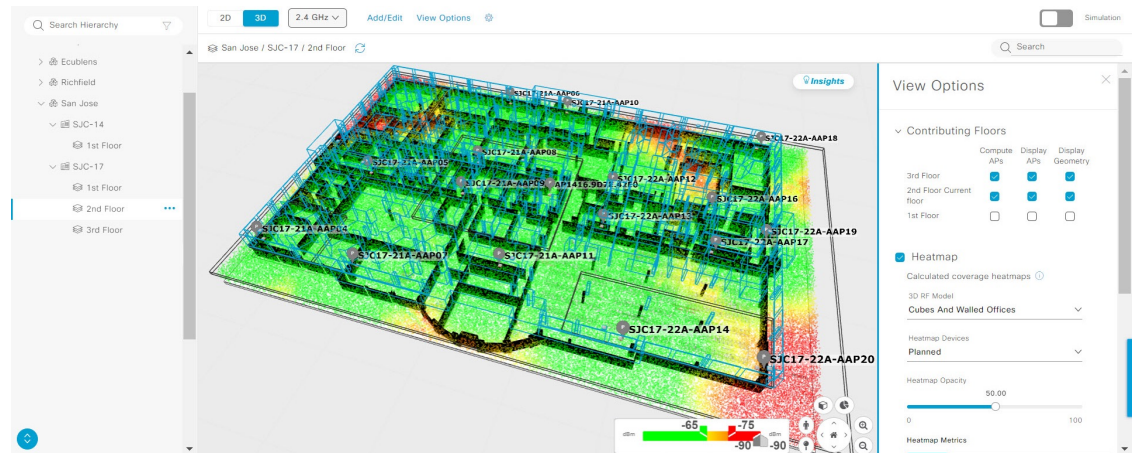 Search Hierarchy
2D 3D 2.4 GHz Add/Edit View Options Simulation
San Jose / SJC-17 / 2nd Floor Search
Ecublens
Richfield
San Jose
SJC-14
1st Floor
SJC-17
1st Floor
2nd Floor
3rd Floor
Insights
SJC17-21A-AAP06
SJC17-21A-AAP10
SJC17-22A-AAP18
SJC17-21A-AAP08
SJC17-21A-AAP05
SJC17-22A-AAP12
SJC17-21A-AAP09
SJC17-22A-AAP16
SJC17-22A-AAP13
SJC17-21A-AAP04
SJC17-22A-AAP19
SJC17-22A-AAP17
SJC17-21A-AAP07
SJC17-21A-AAP11
SJC17-22A-AAP14
SJC17-22A-AAP20
-65 -75
dBm dBm
-90 -90
View Options
Contributing Floors
Compute APs Display APs Display Geometry
3rd Floor
2nd Floor Current
floor
1st Floor
Heatmap
Calculated coverage heatmaps
3D RF Model
Cubes And Walled Offices
Heatmap Devices
Planned
Heatmap Opacity
50.00
0 100
Heatmap Metrics